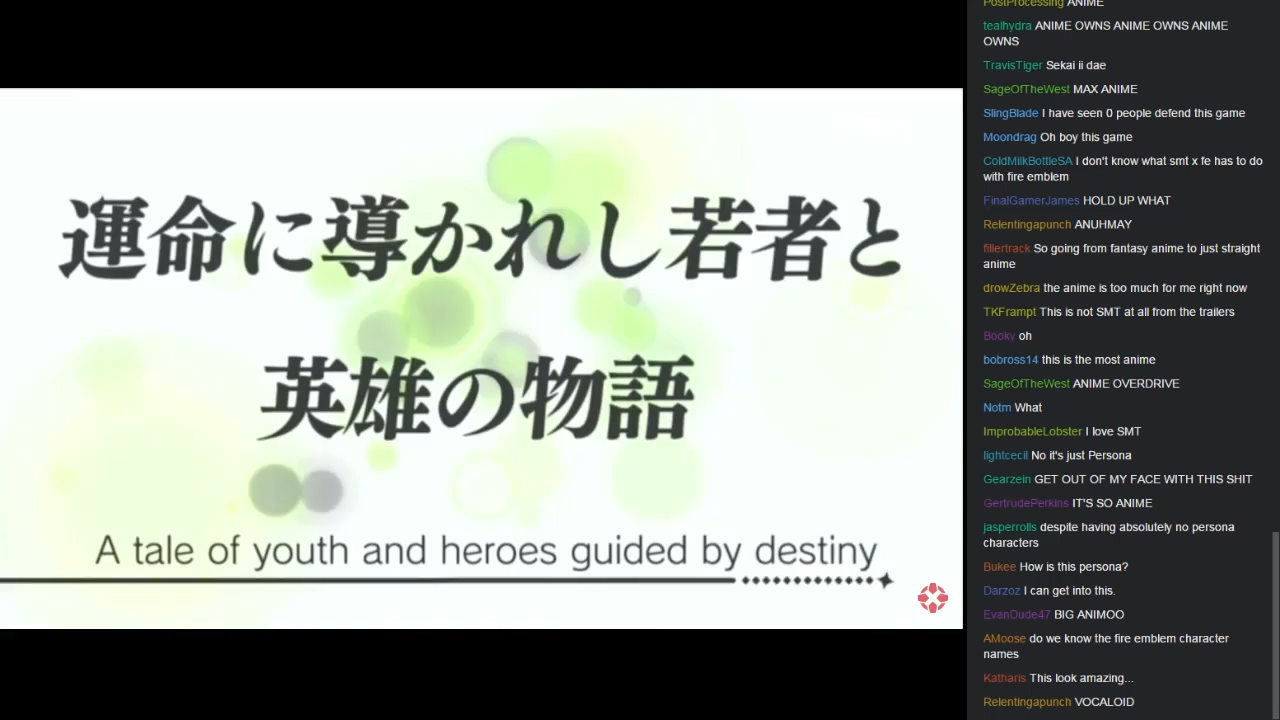 運命に導かれし若者と
英雄の物語
A tale of youth and heroes guided by destiny
PostProcessing ANIME
tealhydra ANIME OWNS ANIME OWNS ANIME
OWNS
TravisTiger Sekai ii dae
SageOfTheWest MAX ANIME
SlingBlade I have seen 0 people defend this game
Moondrag Oh boy this game
ColdMilkBottleSA I don't know what smt x fe has to do
with fire emblem
FinalGamerJames HOLD UP WHAT
Relentingapunch ANUHMAY
fillertrack So going from fantasy anime to just straight
anime
drowZebra the anime is too much for me right now
TKFrampt This is not SMT at all from the trailers
Booky oh
bobross14 this is the most anime
SageOfTheWest ANIME OVERDRIVE
Notm What
ImprobableLobster I love SMT
lightcecil No it's just Persona
Gearzein GET OUT OF MY FACE WITH THIS SHIT
GertrudePerkins IT'S SO ANIME
jasperrolls despite having absolutely no persona
characters
Bukee How is this persona?
Darzoz I can get into this.
EvanDude47 BIG ANIMOO
AMoose do we know the fire emblem character
names
Katharis This look amazing...
Relentingapunch VOCALOID